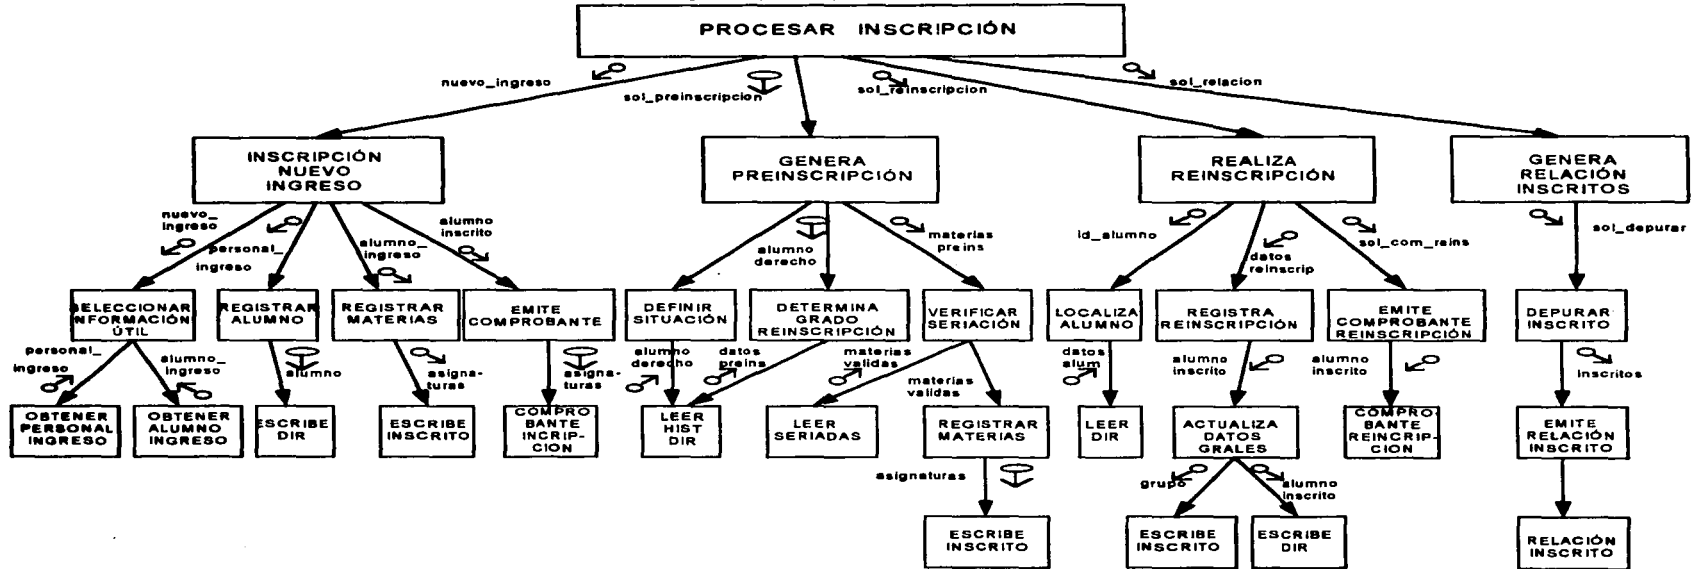 PROCESAR INSCRIPCIÓN
nuevo_ingreso
sol_preinscripcion
sol_reinscripcion
sol_relacion
INSCRIPCIÓN
NUEVO
INGRESO
GENERA
PREINSCRIPCIÓN
REALIZA
REINSCRIPCIÓN
GENERA
RELACIÓN
INSCRITOS
nuevo_
ingreso
personal_
ingreso
alumno_
ingreso
alumno
inscrito
alumno
derecho
materias
preins
id_alumno
datos
reinscrip
sol_com_reins
sol_depurar
SELECCIONAR
INFORMACIÓN
ÚTIL
REGISTRAR
ALUMNO
REGISTRAR
MATERIAS
EMITE
COMPROBANTE
DEFINIR
SITUACIÓN
DETERMINA
GRADO
REINSCRIPCIÓN
VERIFICAR
SERIACIÓN
LOCALIZA
ALUMNO
REGISTRA
REINSCRIPCIÓN
EMITE
COMPROBANTE
REINSCRIPCIÓN
DEPURAR
INSCRITO
personal_
ingreso
alumno_
ingreso
alumno
asigna-
turas
asigna-
turas
alumno
derecho
datos
preins
materias
validas
materias
validas
datos
alum
alumno
inscrito
alumno
inscrito
inscritos
OBTENER
PERSONAL
INGRESO
OBTENER
ALUMNO
INGRESO
ESCRIBE
DIR
ESCRIBE
INSCRITO
COMPRO
BANTE
INCRIP-
CION
LEER
HIST
DIR
LEER
SERIADAS
REGISTRAR
MATERIAS
LEER
DIR
ACTUALIZA
DATOS
GRALES
COMPRO-
BANTE
REINCRIP-
CION
EMITE
RELACIÓN
INSCRITO
asignaturas
grupo
alumno
inscrito
ESCRIBE
INSCRITO
ESCRIBE
INSCRITO
ESCRIBE
DIR
RELACIÓN
INSCRITO